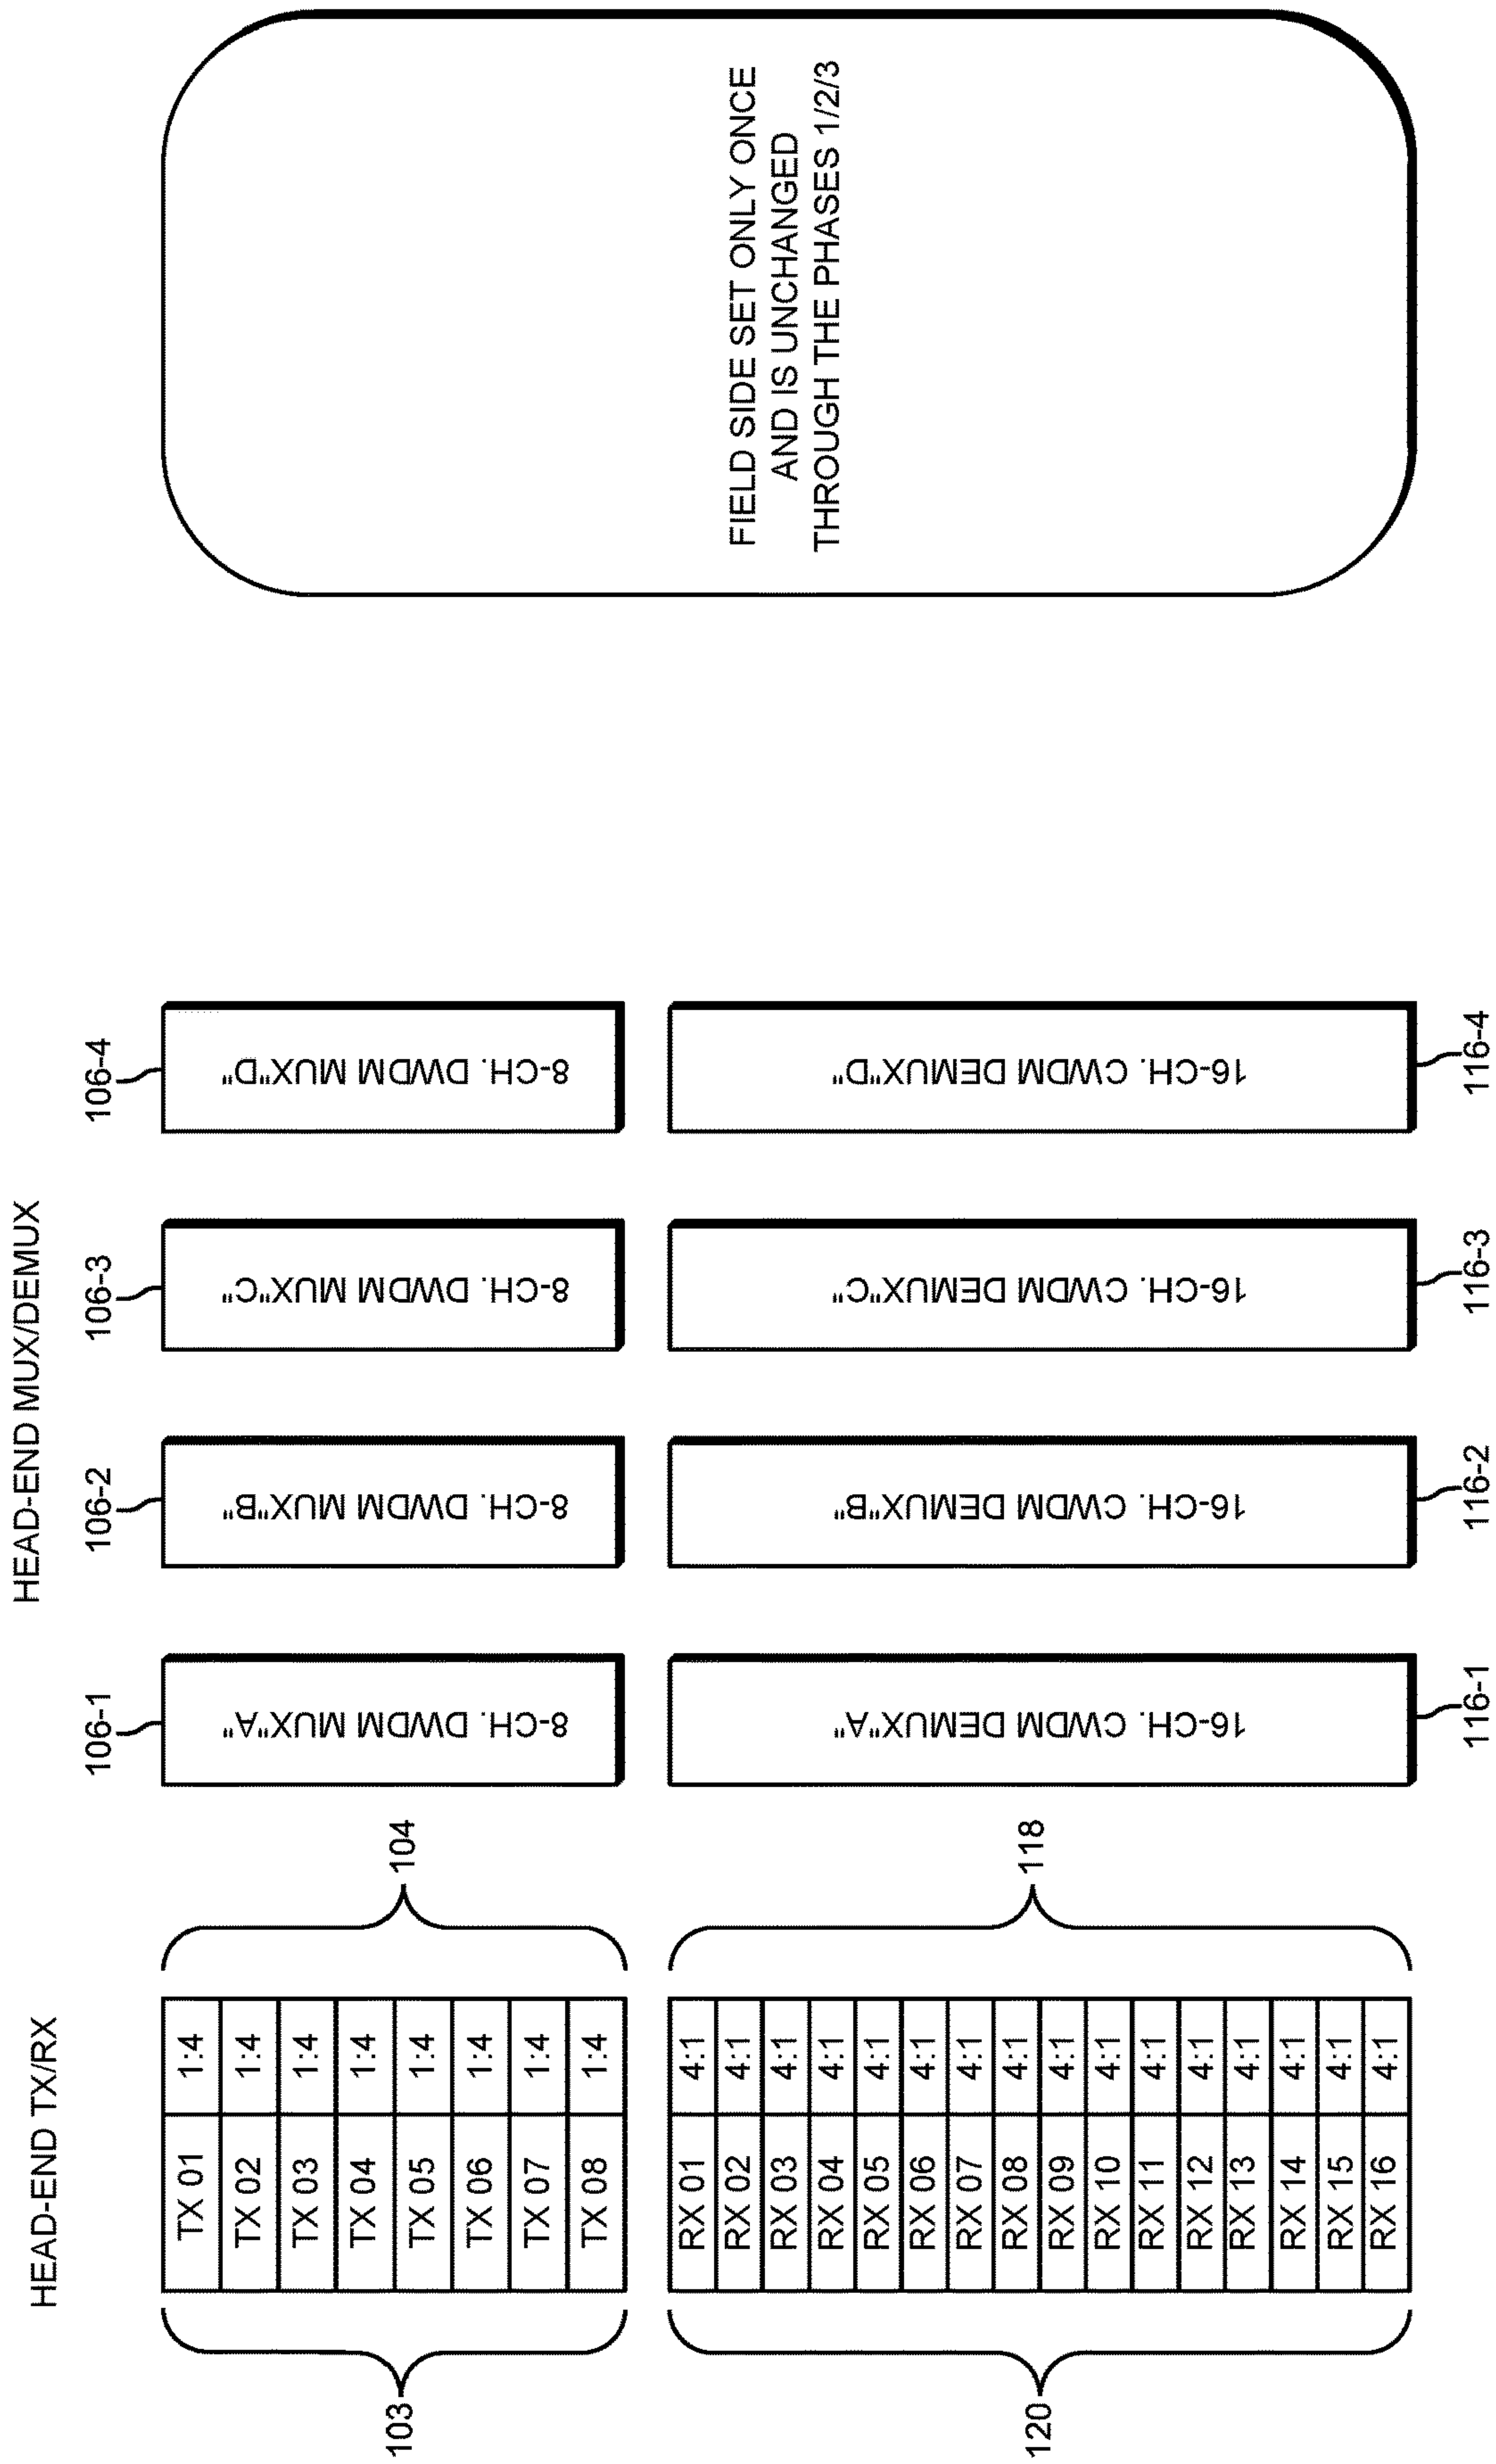 HEAD-END TX/RX
HEAD-END MUX/DEMUX
103
TX 01 1:4
TX 02 1:4
TX 03 1:4
TX 04 1:4
TX 05 1:4
TX 06 1:4
TX 07 1:4
TX 08 1:4
104
106-1
8-CH. DWDM MUX"A"
106-2
8-CH. DWDM MUX"B"
106-3
8-CH. DWDM MUX"C"
106-4
8-CH. DWDM MUX"D"
120
RX 01 4:1
RX 02 4:1
RX 03 4:1
RX 04 4:1
RX 05 4:1
RX 06 4:1
RX 07 4:1
RX 08 4:1
RX 09 4:1
RX 10 4:1
RX 11 4:1
RX 12 4:1
RX 13 4:1
RX 14 4:1
RX 15 4:1
RX 16 4:1
118
16-CH. CWDM DEMUX"A"
116-1
16-CH. CWDM DEMUX"B"
116-2
16-CH. CWDM DEMUX"C"
116-3
16-CH. CWDM DEMUX"D"
116-4
FIELD SIDE SET ONLY ONCE
AND IS UNCHANGED
THROUGH THE PHASES 1/2/3